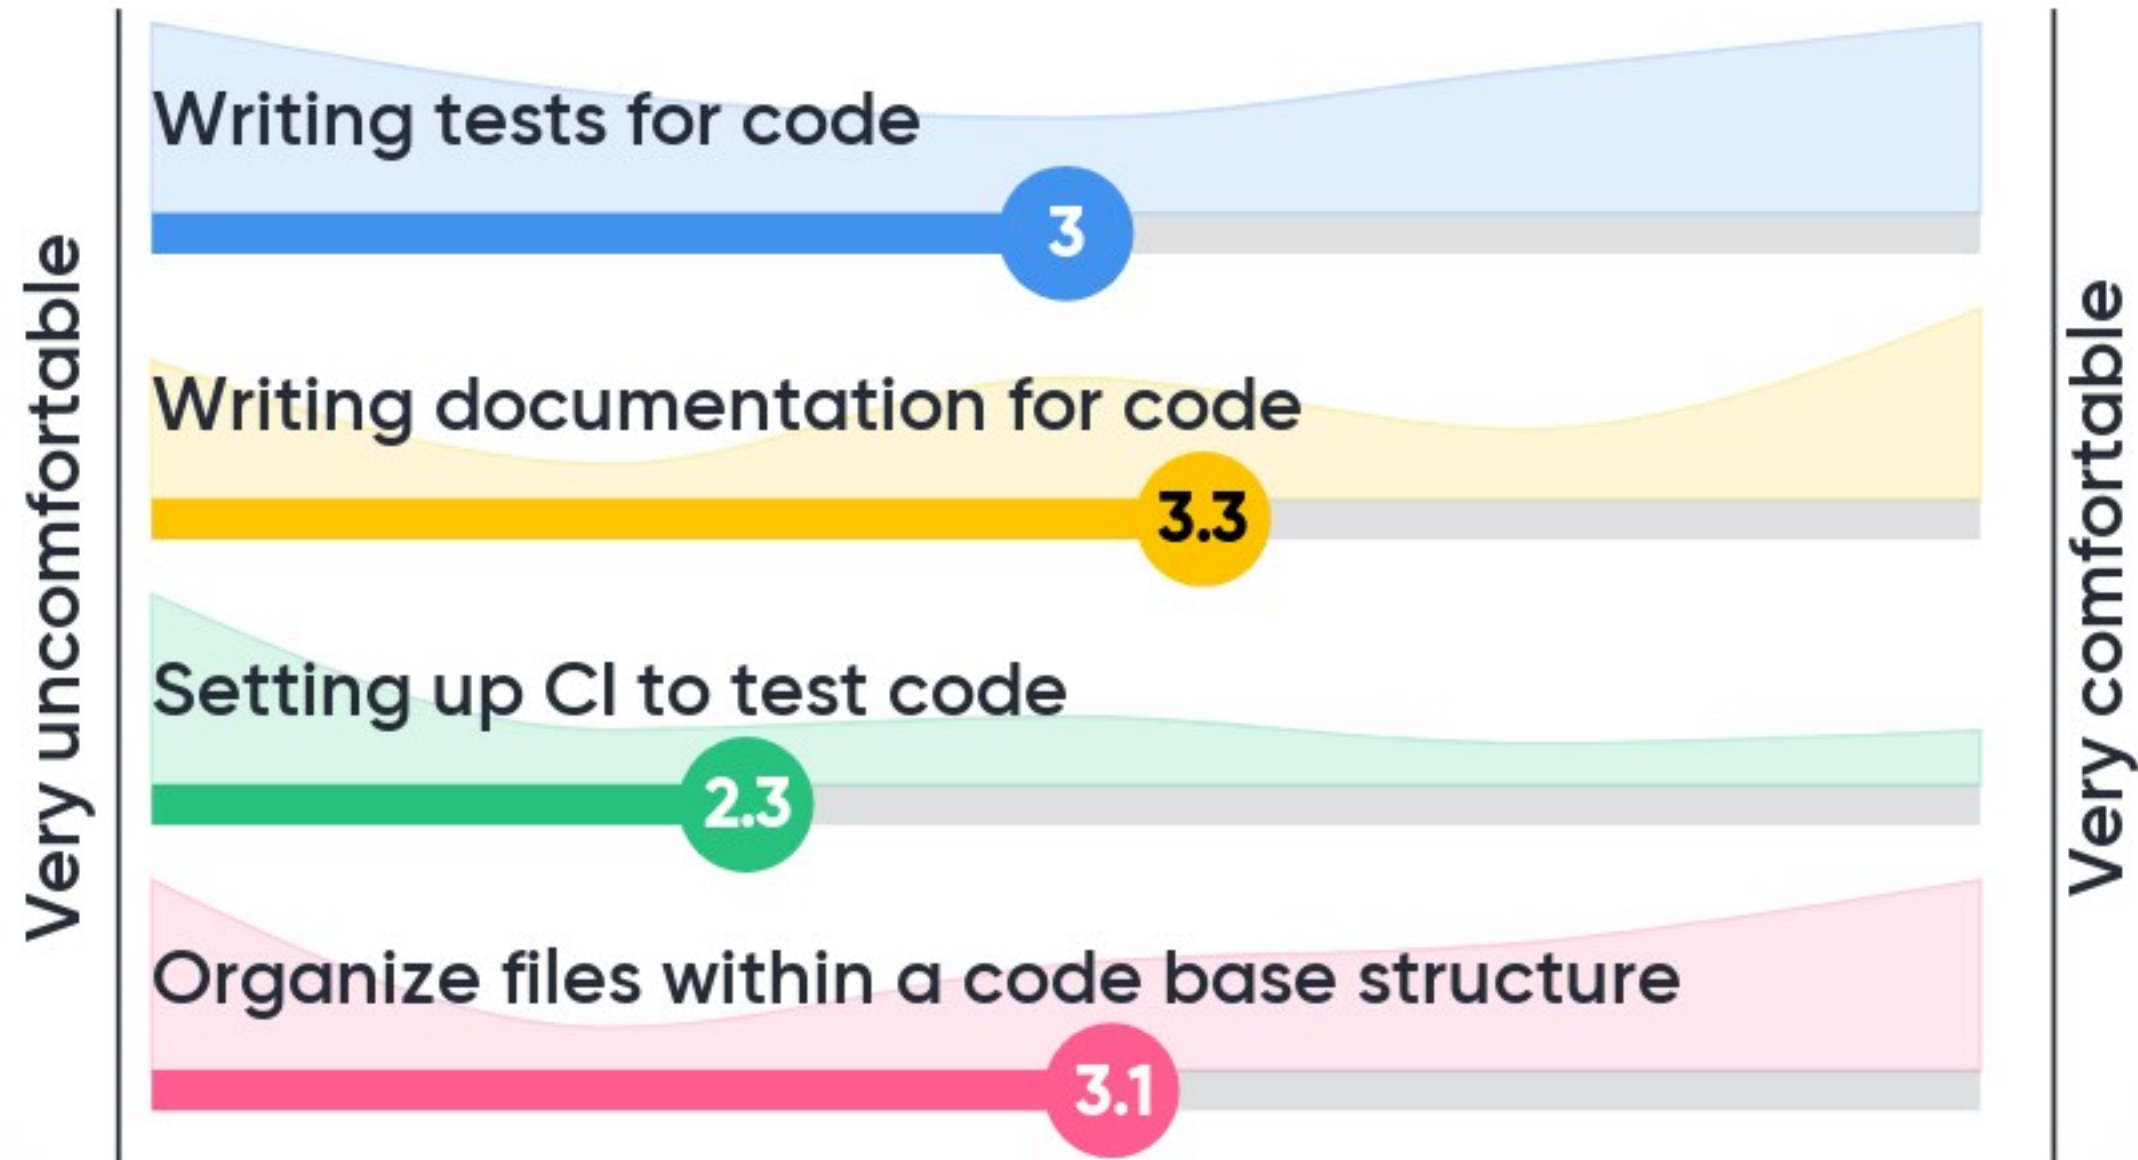 Very uncomfortable
Writing tests for code
3
Writing documentation for code
3.3
Setting up CI to test code
2.3
Organize files within a code base structure
3.1
Very comfortable